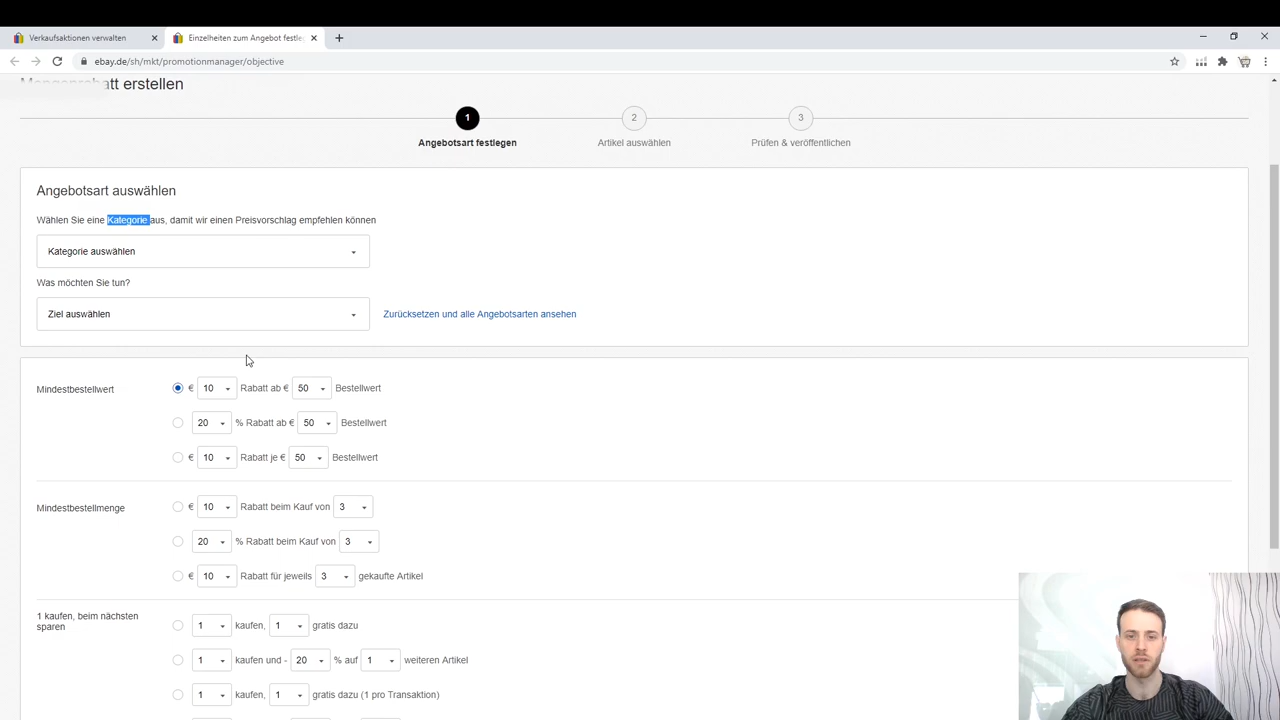 Verkaufsaktionen verwalten
Einzelheiten zum Angebot festle
ebay.de/sh/mkt/promotionmanager/objective
Mengenrabatt erstellen
1
2
3
Angebotsart festlegen
Artikel auswählen
Prüfen & veröffentlichen
Angebotsart auswählen
Wählen Sie eine Kategorie aus, damit wir einen Preisvorschlag empfehlen können
Kategorie auswählen
Was möchten Sie tun?
Ziel auswählen
Zurücksetzen und alle Angebotsarten ansehen
Mindestbestellwert
€ 10 Rabatt ab € 50 Bestellwert
20 % Rabatt ab € 50 Bestellwert
€ 10 Rabatt je € 50 Bestellwert
Mindestbestellmenge
€ 10 Rabatt beim Kauf von 3
20 % Rabatt beim Kauf von 3
€ 10 Rabatt für jeweils 3 gekaufte Artikel
1 kaufen, beim nächsten
sparen
1 kaufen, 1 gratis dazu
1 kaufen und - 20 % auf 1 weiteren Artikel
1 kaufen, 1 gratis dazu (1 pro Transaktion)